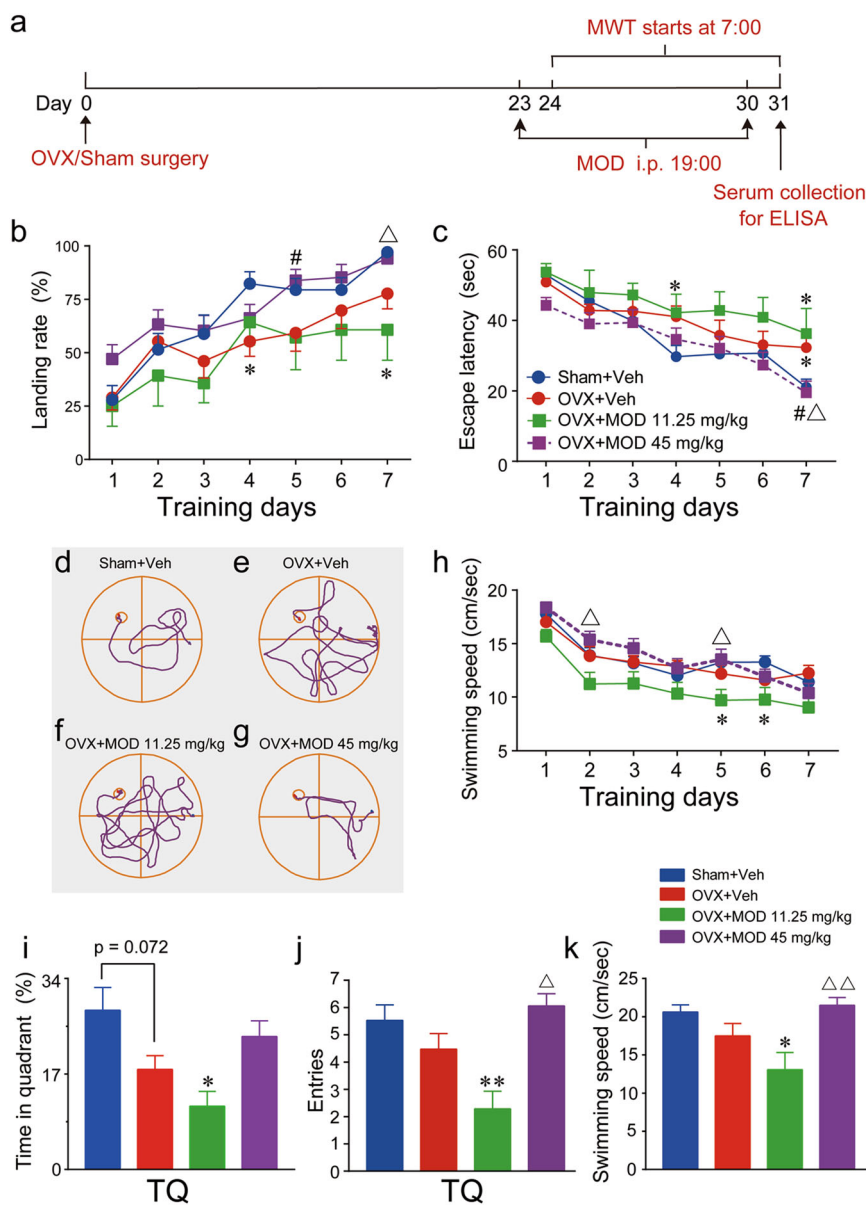 a
MWT starts at 7:00
Day 0 23 24 30 31
OVX/Sham surgery
MOD i.p. 19:00
Serum collection
for ELISA
b
Landing rate (%)
100
75
50
25
0
#
△
*
*
1 2 3 4 5 6 7
Training days
c
Escape latency (sec)
60
40
20
0
*
*
*
#△
Sham+Veh
OVX+Veh
OVX+MOD 11.25 mg/kg
OVX+MOD 45 mg/kg
1 2 3 4 5 6 7
Training days
d
Sham+Veh
e
OVX+Veh
f
OVX+MOD 11.25 mg/kg
g
OVX+MOD 45 mg/kg
h
Swimming speed (cm/sec)
20
15
10
5
△
△
*
*
1 2 3 4 5 6 7
Training days
Sham+Veh
OVX+Veh
OVX+MOD 11.25 mg/kg
OVX+MOD 45 mg/kg
i
p = 0.072
Time in quadrant (%)
34
17
0
*
TQ
j
Entries
7
6
5
4
3
2
1
0
**
△
TQ
k
Swimming speed (cm/sec)
25
20
15
10
5
0
*
△△